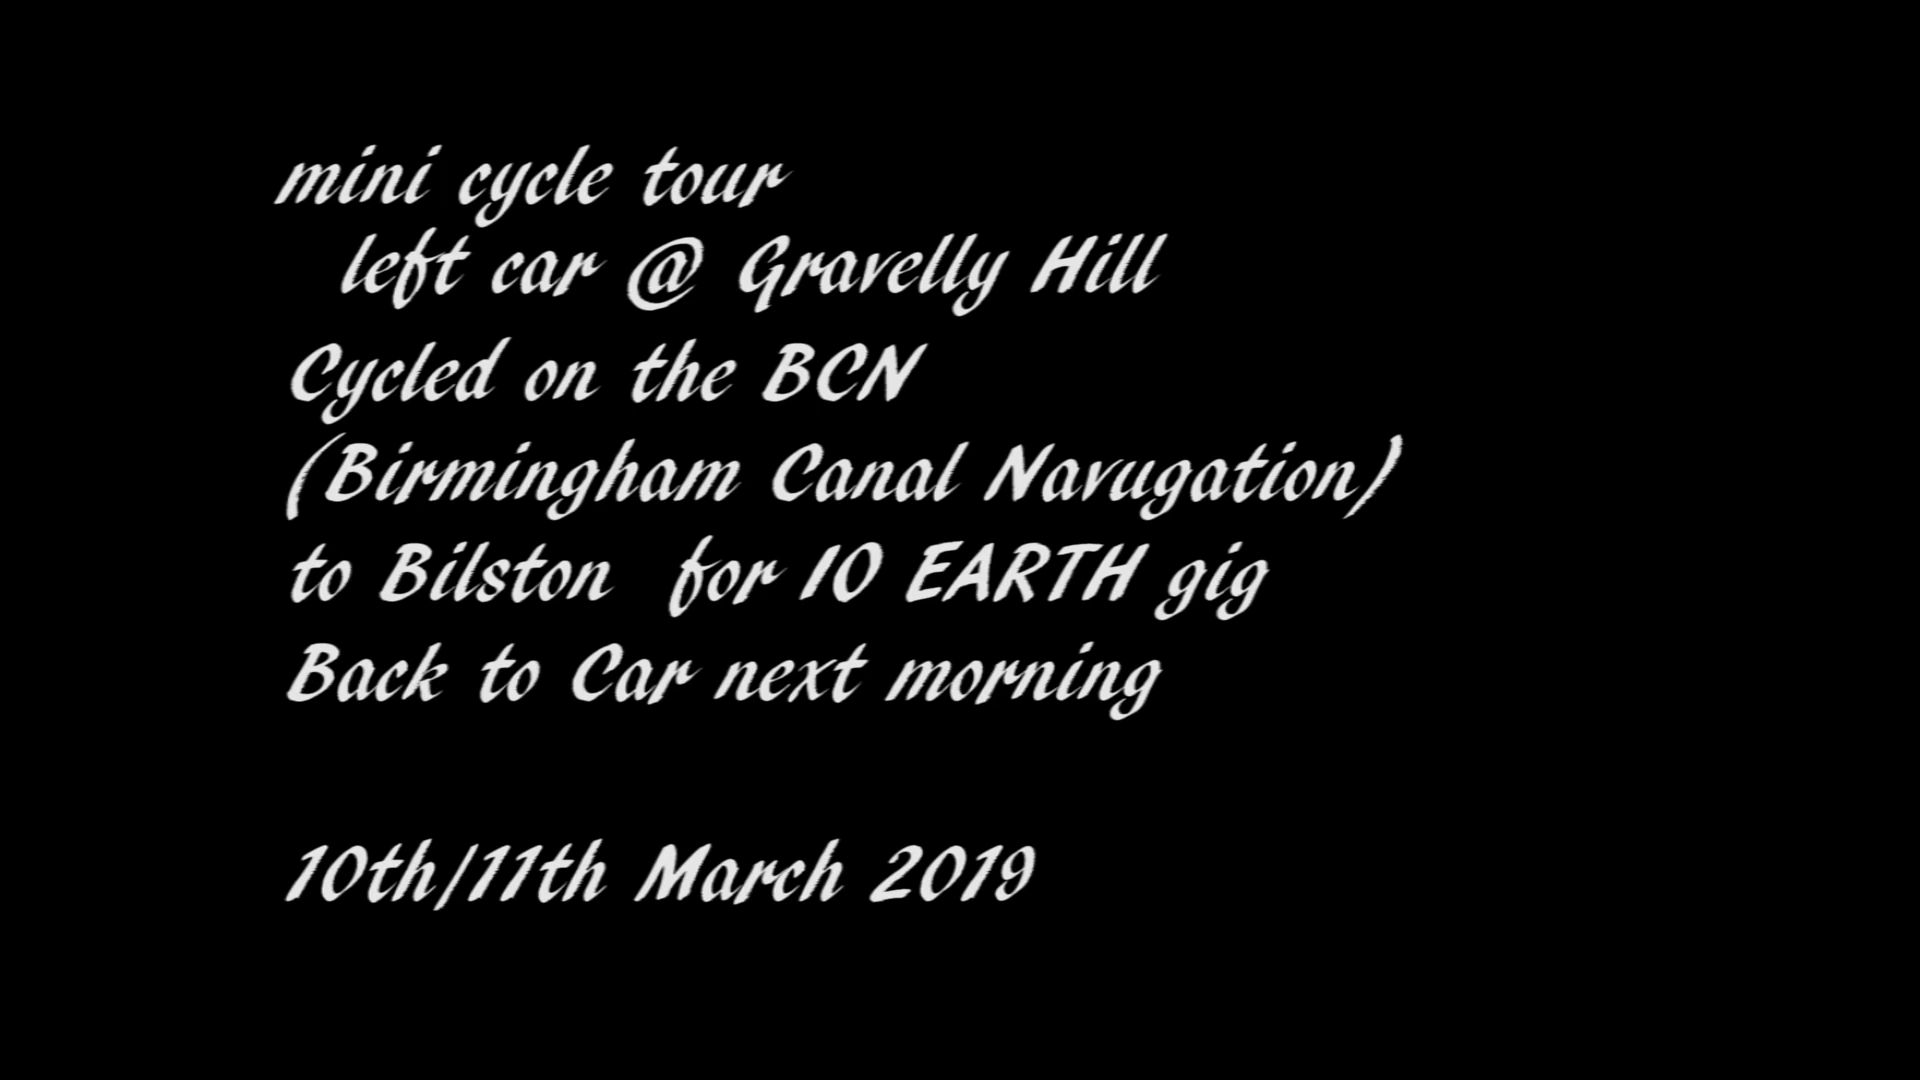 mini cycle tour
left car @ Gravelly Hill
Cycled on the BCN
(Birmingham Canal Navugation)
to Bilston for IO EARTH gig
Back to Car next morning
10th/11th March 2019